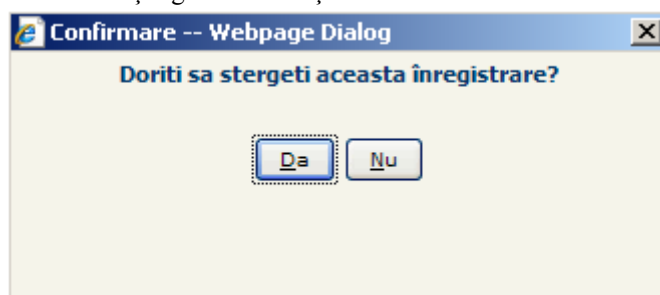 Confirmare -- Webpage Dialog
Doriti sa stergeti aceasta înregistrare?
Da Nu